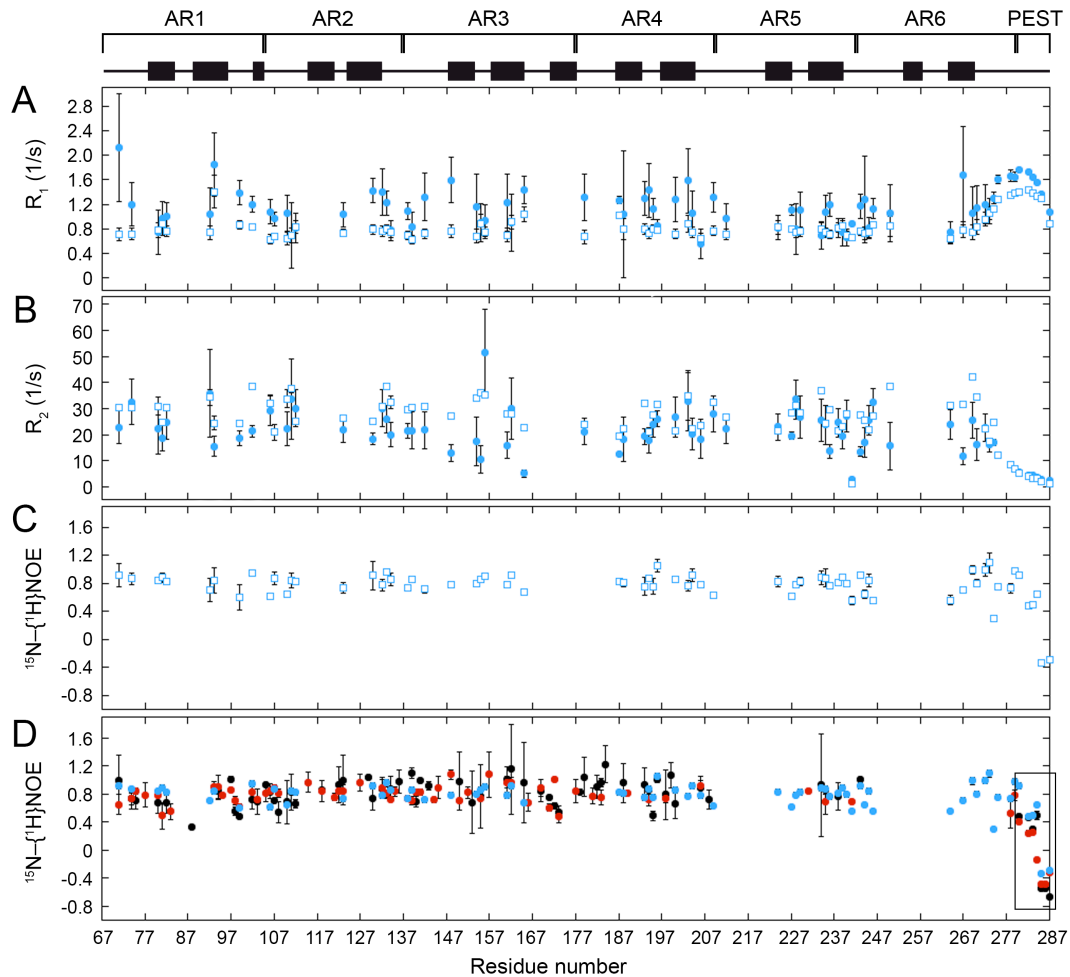 AR1 AR2 AR3 AR4 AR5 AR6 PEST
A
R1 (1/s)
2.8
2.4
2.0
1.6
1.2
0.8
0.4
0
B
R2 (1/s)
70
60
50
40
30
20
10
0
C
15N–{1H}NOE
1.6
1.2
0.8
0.4
0
-0.4
-0.8
D
15N–{1H}NOE
1.6
1.2
0.8
0.4
0
-0.4
-0.8
67 77 87 97 107 117 127 137 147 157 167 177 187 197 207 217 227 237 247 257 267 277 287
Residue number